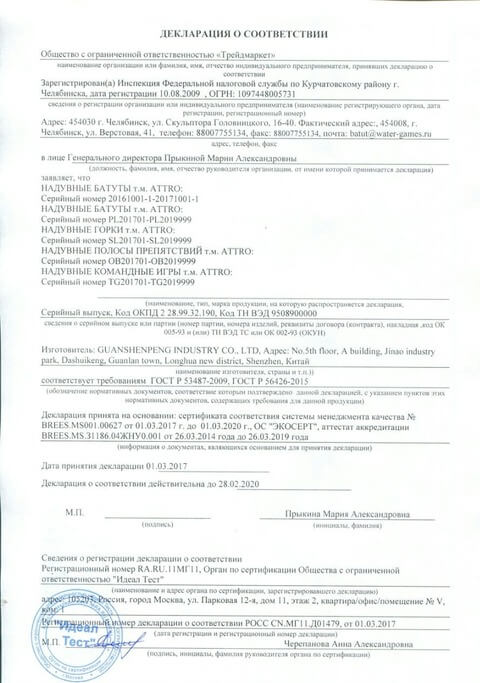 ДЕКЛАРАЦИЯ О СООТВЕТСТВИИ
Общество с ограниченной ответственностью «Трейдмаркет»
наименование организации или фамилия, имя, отчество индивидуального предпринимателя, принявших декларацию о
соответствии
Зарегистрирован(а) Инспекция Федеральной налоговой службы по Курчатовскому району г.
Челябинска, дата регистрации 10.08.2009 , ОГРН: 1097448005731
сведения о регистрации организации или индивидуального предпринимателя (наименование регистрирующего органа, дата
регистрации, регистрационный номер)
Адрес: 454030 г. Челябинск, ул. Скульптора Головницкого, 16-40. Фактический адрес:, 454008, г.
Челябинск, ул. Верстовая, 41, телефон: 88007755134, факс: 88007755134, почта: batut@water-games.ru
адрес, телефон, факс
в лице Генерального директора Прыкиной Марии Александровны
(должность, фамилия, имя, отчество руководителя организации, от имени которой принимается декларация)
заявляет, что
НАДУВНЫЕ БАТУТЫ т.м. ATTRO:
Серийный номер 20161001-1-20171001-1
НАДУВНЫЕ БАТУТЫ т.м. ATTRO:
Серийный номер PL201701-PL2019999
НАДУВНЫЕ ГОРКИ т.м. ATTRO:
Серийный номер SL201701-SL2019999
НАДУВНЫЕ ПОЛОСЫ ПРЕПЯТСТВИЙ т.м. ATTRO:
Серийный номер OB201701-OB2019999
НАДУВНЫЕ КОМАНДНЫЕ ИГРЫ т.м. ATTRO:
Серийный номер TG201701-TG2019999
(наименование, тип, марка продукции, на которую распространяется декларация,
Серийный выпуск, Код ОКПД 2 28.99.32.190, Код ТН ВЭД 9508900000
сведения о серийном выпуске или партии (номер партии, номера изделий, реквизиты договора (контракта), накладная ,код ОК
005-93 и (или) ТН ВЭД ТС или ОК 002-93 (ОКУН)
Изготовитель: GUANSHENPENG INDUSTRY CO., LTD, Адрес: No.5th floor, A building, Jinao industry
park, Dashuikeng, Guanlan town, Longhua new district, Shenzhen, Китай
наименование изготовителя, страны и т.п.))
соответствует требованиям ГОСТ Р 53487-2009, ГОСТ Р 56426-2015
(обозначение нормативных документов, соответствие которым подтверждено данной декларацией, с указанием пунктов этих
нормативных документов, содержащих требования для данной продукции)
Декларация принята на основании: сертификата соответствия системы менеджмента качества №
BREES.MS001.00627 от 01.03.2017 г. до 01.03.2020 г., ОС "ЭКОСЕРТ", аттестат аккредитации
BREES.MS.31186.04ЖНУ0.001 от 26.03.2014 года до 26.03.2019 года
(информация о документах, являющихся основанием для принятия декларации)
Дата принятия декларации 01.03.2017
Декларация о соответствии действительна до 28.02.2020
М.П. Прыкина Мария Александровна
(подпись) (инициалы, фамилия)
Сведения о регистрации декларации о соответствии
Регистрационный номер RA.RU.11МГ11, Орган по сертификации Общества с ограниченной
ответственностью "Идеал Тест"
(наименование и адрес органа по сертификации, зарегистрировавшего декларацию)
адрес: 105203, Россия, город Москва, ул. Парковая 12-я, дом 11, этаж 2, квартира/офис/помещение № V,
ком. 1
Регистрационный номер декларации о соответствии РОСС CN.МГ11.Д01479, от 01.03.2017
(дата регистрации и регистрационный номер декларации)
М.П. Черепанова Анна Александровна
(подпись, инициалы, фамилия руководителя органа по сертификации)
Идеал
Тест